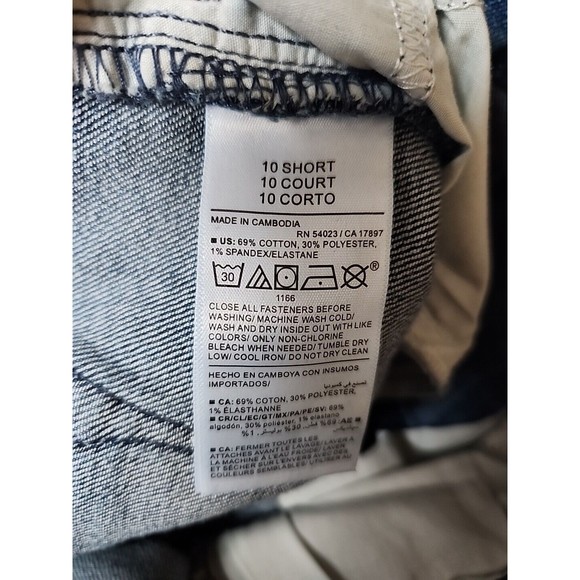 10 SHORT
10 COURT
10 CORTO
MADE IN CAMBODIA
RN 54023 / CA 17897
■ US: 69% COTTON, 30% POLYESTER,
1% SPANDEX/ELASTANE
30
®
1166
CLOSE ALL FASTENERS BEFORE
WASHING/ MACHINE WASH COLD/
WASH AND DRY INSIDE OUT WITH LIKE
COLORS/ ONLY NON-CHLORINE
BLEACH WHEN NEEDED/ TUMBLE DRY
LOW/ COOL IRON/ DO NOT DRY CLEAN
HECHO EN CAMBOYA CON INSUMOS
IMPORTADOS/
■ CA: 69% COTTON, 30% POLYESTER,
1% ÉLASTHANNE
■ CR/CL/EC/GT/MX/PA/PE/SV: 69%
algodón, 30% poliéster, 1% elastano
■ CA: FERMER TOUTES LES
ATTACHES AVANT LE LAVAGE/ LAVER À
LA MACHINE À L'EAU FROIDE/ LAVER
ET SÉCHER SUR L'ENVERS AVEC DES
COULEURS SEMBLABLES/